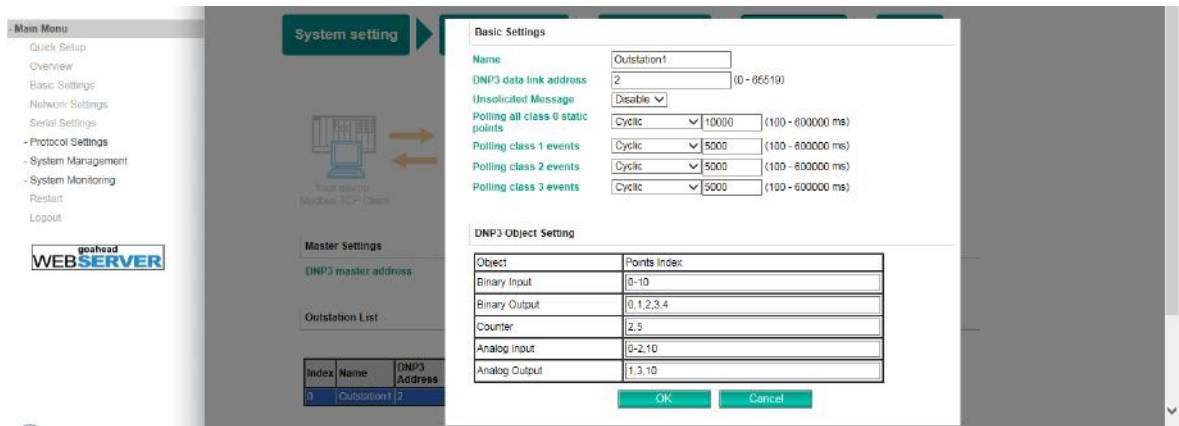 - Main Menu
Quick Setup
Overview
Basic Settings
Network Settings
Serial Settings
- Protocol Settings
- System Management
- System Monitoring
Restart
Logout
goahead
WEBSERVER
System setting
Your device -
Modbus TCP Client
Master Settings
DNP3 master address
Outstation List
Index Name DNP3 Address
0 Outstation1 2
Basic Settings
Name Outstation1
DNP3 data link address 2 (0 - 65519)
Unsolicited Message Disable
Polling all class 0 static points Cyclic 10000 (100 - 600000 ms)
Polling class 1 events Cyclic 5000 (100 - 600000 ms)
Polling class 2 events Cyclic 5000 (100 - 600000 ms)
Polling class 3 events Cyclic 5000 (100 - 600000 ms)
DNP3 Object Setting
Object Points Index
Binary Input 0-10
Binary Output 0,1,2,3,4
Counter 2,5
Analog Input 0-2,10
Analog Output 1,3,10
OK Cancel